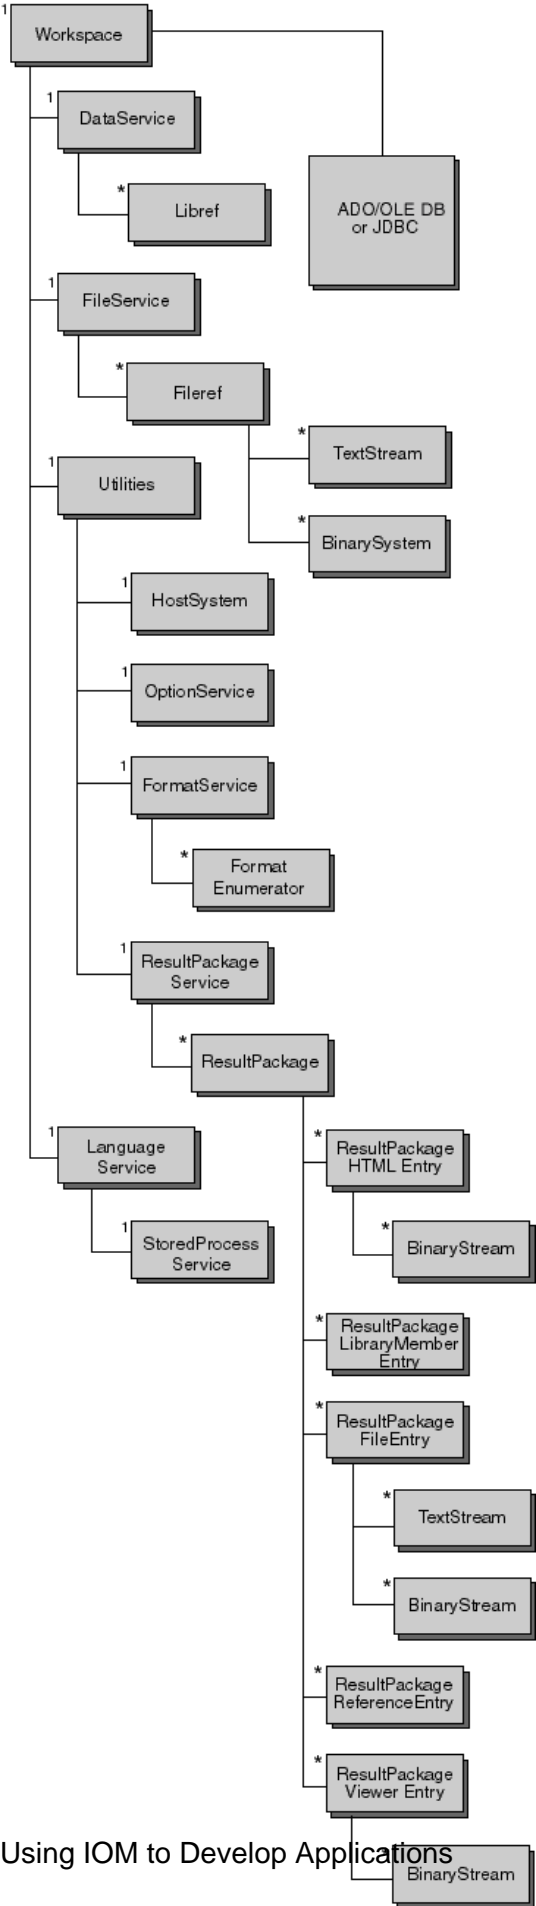 1
Workspace
1
DataService
*
Libref
ADO/OLE DB
or JDBC
1
FileService
*
Fileref
*
TextStream
1
Utilities
*
BinarySystem
1
HostSystem
1
OptionService
1
FormatService
*
Format
Enumerator
1
ResultPackage
Service
*
ResultPackage
1
Language
Service
*
ResultPackage
HTML Entry
1
StoredProcess
Service
*
BinaryStream
*
ResultPackage
LibraryMember
Entry
*
ResultPackage
FileEntry
*
TextStream
*
BinaryStream
*
ResultPackage
ReferenceEntry
*
ResultPackage
Viewer Entry
Using IOM to Develop Applications
*
BinaryStream